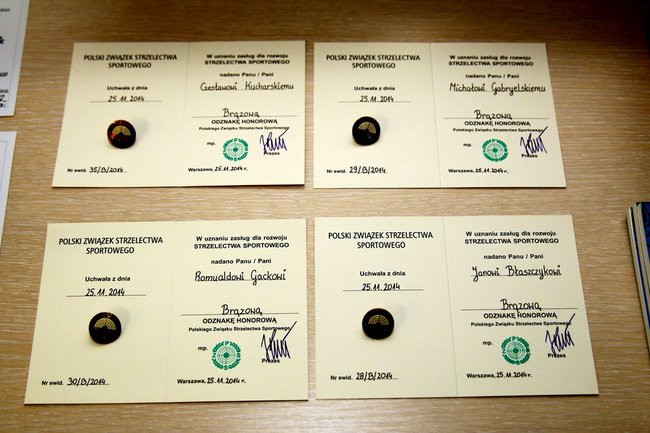 POLSKI ZWIĄZEK STRZELECTWA
SPORTOWEGO
Uchwała z dnia
25.11.2014
Nr ewid. 35/B/2014
W uznaniu zasług dla rozwoju
STRZELECTWA SPORTOWEGO
nadano Panu / Pani
Czesławowi Kucharskiemu
Brązową
ODZNAKĘ HONOROWĄ
Polskiego Związku Strzelectwa Sportowego
mp.
Prezes
Warszawa, 25.11.2014 r.
POLSKI ZWIĄZEK STRZELECTWA
SPORTOWEGO
Uchwała z dnia
25.11.2014
Nr ewid. 29/B/2014
W uznaniu zasług dla rozwoju
STRZELECTWA SPORTOWEGO
nadano Panu / Pani
Michałowi Gabryelskiemu
Brązową
ODZNAKĘ HONOROWĄ
Polskiego Związku Strzelectwa Sportowego
mp.
Prezes
Warszawa, 25.11.2014 r.
POLSKI ZWIĄZEK STRZELECTWA
SPORTOWEGO
Uchwała z dnia
25.11.2014
Nr ewid. 30/B/2014
W uznaniu zasług dla rozwoju
STRZELECTWA SPORTOWEGO
nadano Panu / Pani
Romualdowi Gackowi
Brązową
ODZNAKĘ HONOROWĄ
Polskiego Związku Strzelectwa Sportowego
mp.
Prezes
Warszawa, 25.11.2014 r.
POLSKI ZWIĄZEK STRZELECTWA
SPORTOWEGO
Uchwała z dnia
25.11.2014
Nr ewid. 28/B/2014
W uznaniu zasług dla rozwoju
STRZELECTWA SPORTOWEGO
nadano Panu / Pani
Janowi Błaszczykowi
Brązową
ODZNAKĘ HONOROWĄ
Polskiego Związku Strzelectwa Sportowego
mp.
Prezes
Warszawa, 25.11.2014 r.